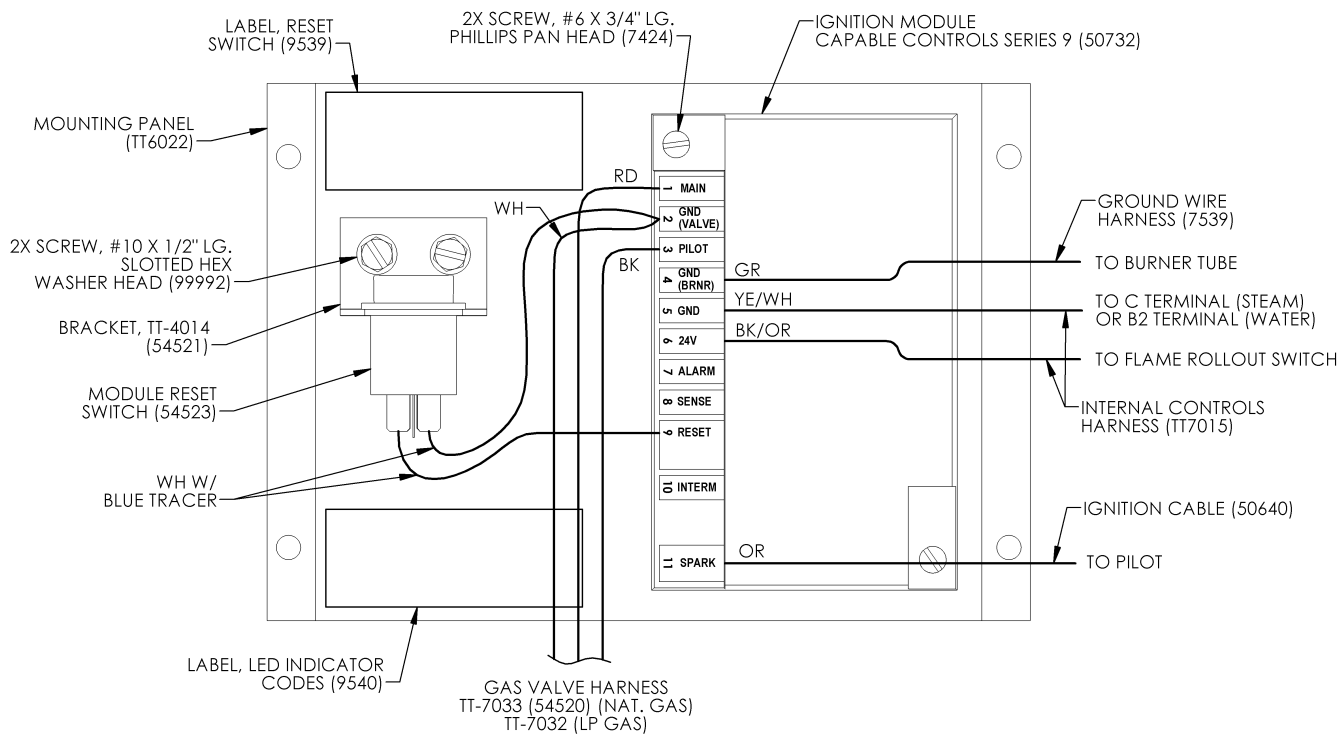 LABEL, RESET
SWITCH (9539)
2X SCREW, #6 X 3/4" LG.
PHILLIPS PAN HEAD (7424)
IGNITION MODULE
CAPABLE CONTROLS SERIES 9 (50732)
MOUNTING PANEL
(TT6022)
2X SCREW, #10 X 1/2" LG.
SLOTTED HEX
WASHER HEAD (99992)
BRACKET, TT-4014
(54521)
MODULE RESET
SWITCH (54523)
WH W/
BLUE TRACER
LABEL, LED INDICATOR
CODES (9540)
RD
WH
BK
1 MAIN
2 GND
(VALVE)
3 PILOT
4 GND
(BRNR)
5 GND
6 24V
7 ALARM
8 SENSE
9 RESET
10 INTERM
11 SPARK
GR
YE/WH
BK/OR
OR
GROUND WIRE
HARNESS (7539)
TO BURNER TUBE
TO C TERMINAL (STEAM)
OR B2 TERMINAL (WATER)
TO FLAME ROLLOUT SWITCH
INTERNAL CONTROLS
HARNESS (TT7015)
IGNITION CABLE (50640)
TO PILOT
GAS VALVE HARNESS
TT-7033 (54520) (NAT. GAS)
TT-7032 (LP GAS)